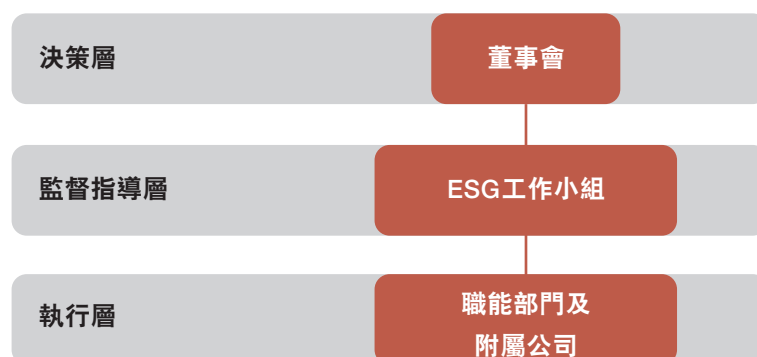 決策層
董事會
監督指導層
ESG工作小組
執行層
職能部門及
附屬公司